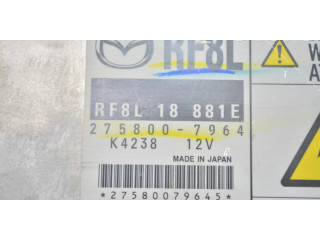 RF8L
RF8L 18 881E
275800-7964
K4238 12V
MADE IN JAPAN
*27580079645*